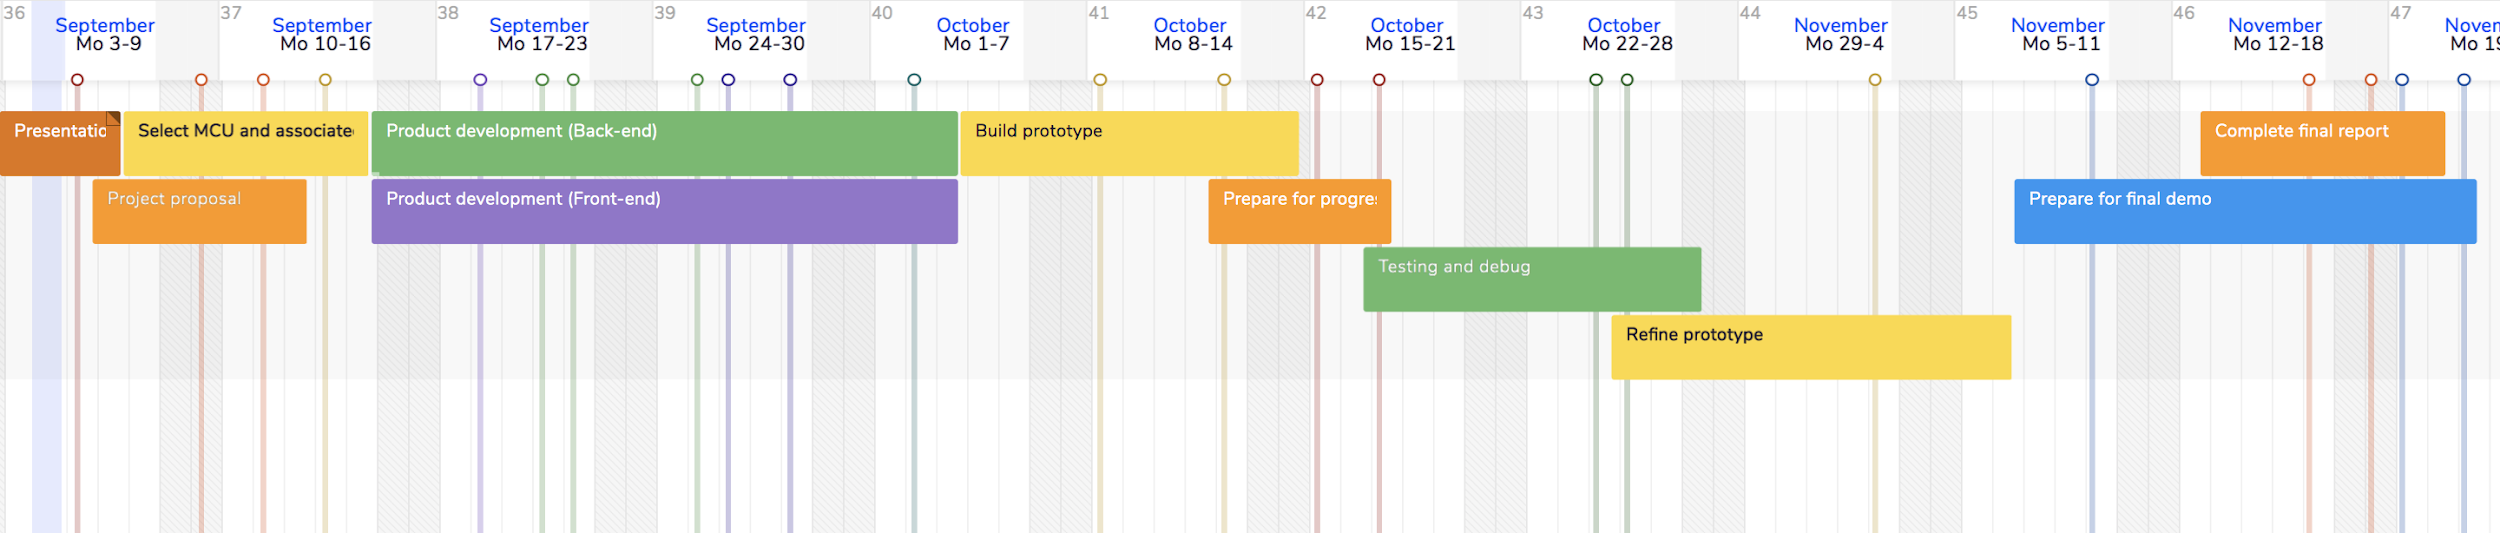 36 37 38 39 40 41 42 43 44 45 46 47
September September September September October October October October November November November
Mo 3-9 Mo 10-16 Mo 17-23 Mo 24-30 Mo 1-7 Mo 8-14 Mo 15-21 Mo 22-28 Mo 29-4 Mo 5-11 Mo 12-18 Mo
Select MCU and Product development (Back-end) Build prototype Complete final report
Project proposal Product development (Front-end) Prepare for Prepare for final demo
Testing and debug
Refine prototype